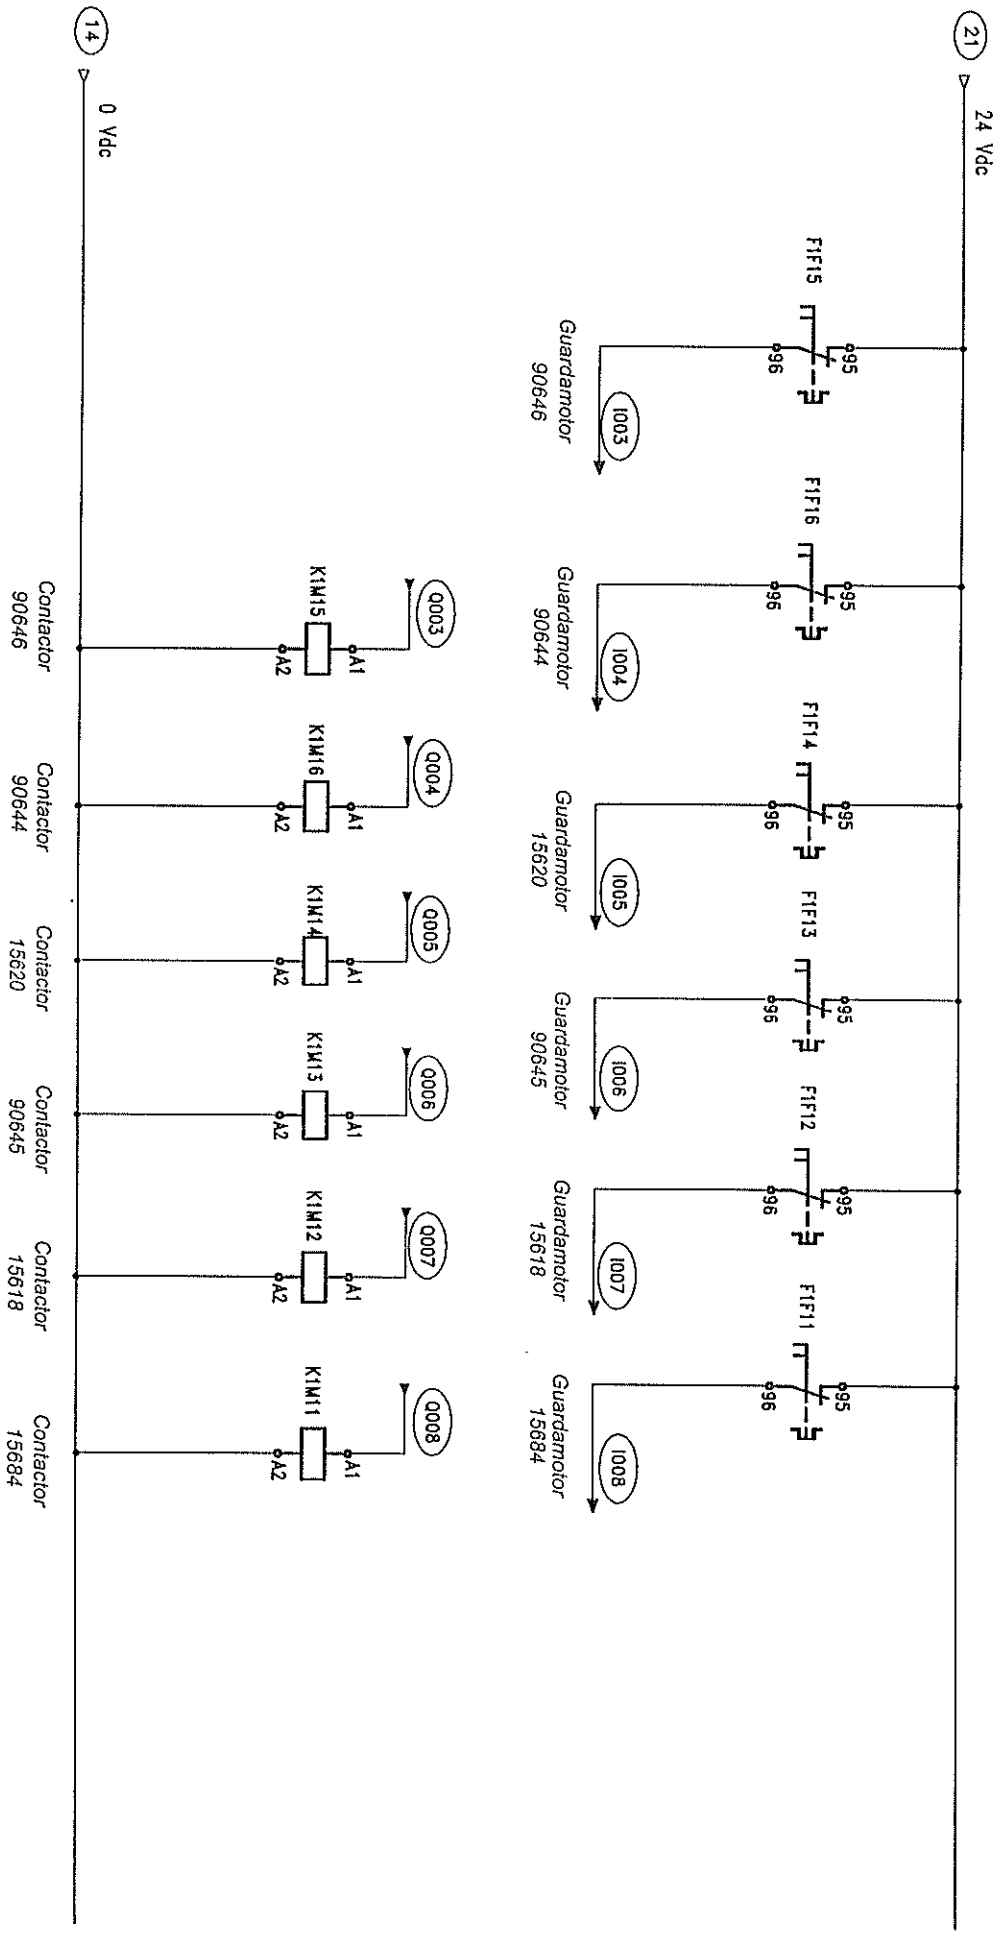 21
24 Vdc
F1F15
95
96
I003
Guardamotor
90646
F1F16
95
96
I004
Guardamotor
90644
F1F14
95
96
I005
Guardamotor
15620
F1F13
95
96
I006
Guardamotor
90645
F1F12
95
96
I007
Guardamotor
15618
F1F11
95
96
I008
Guardamotor
15684
Q003
K1M15
A1
A2
Contactor
90646
Q004
K1M16
A1
A2
Contactor
90644
Q005
K1M14
A1
A2
Contactor
15620
Q006
K1M13
A1
A2
Contactor
90645
Q007
K1M12
A1
A2
Contactor
15618
Q008
K1M11
A1
A2
Contactor
15684
14
0 Vdc